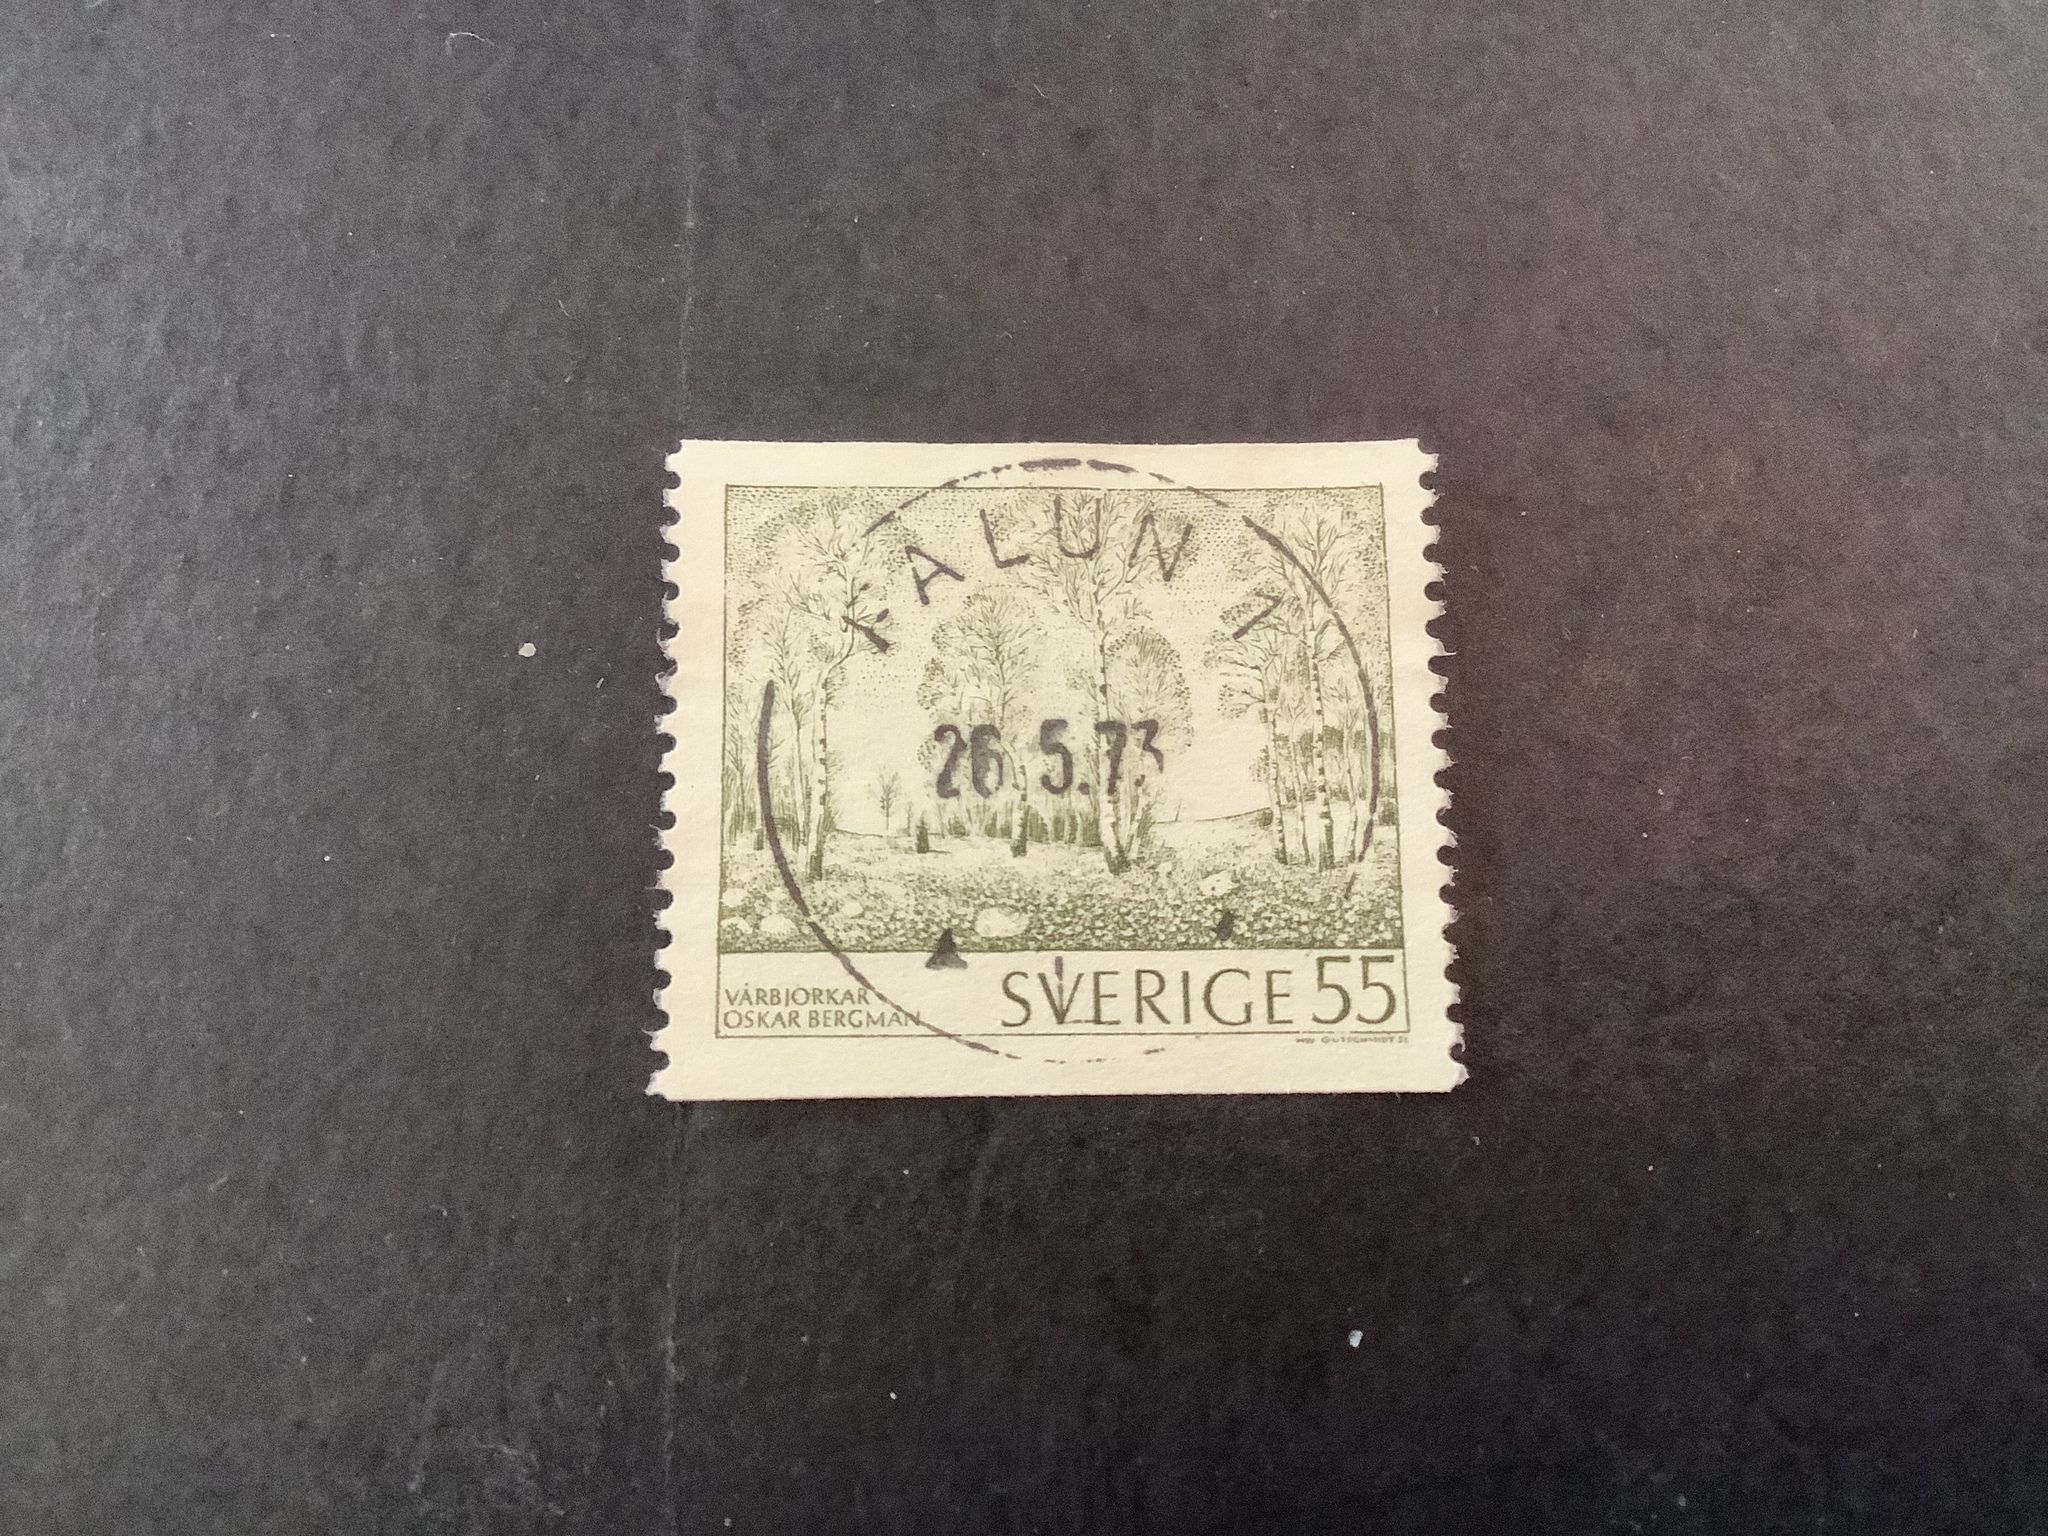 FALUN 1
26.5.73
VÅRBJÖRKAR
OSKAR BERGMAN
SVERIGE 55